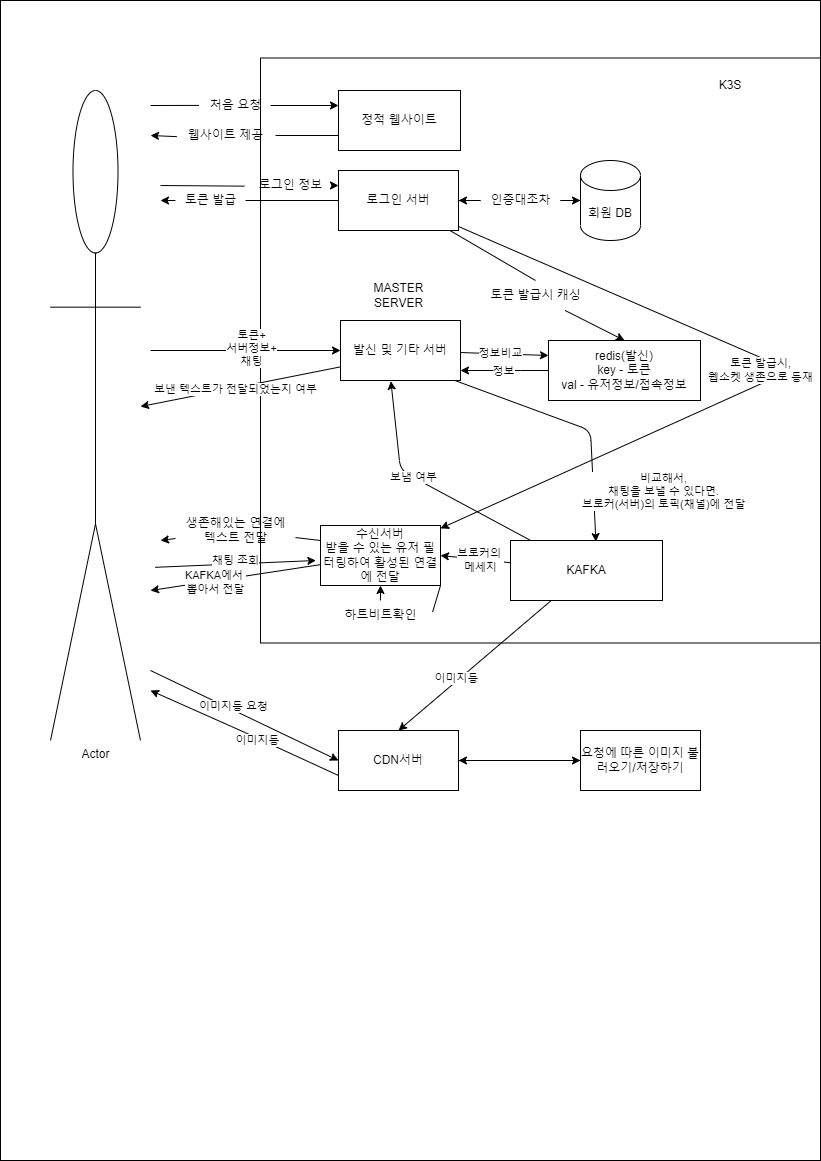 K3S
처음 요청
정적 웹사이트
웹사이트 제공
로그인 정보
토큰 발급
로그인 서버
인증대조차
회원 DB
토큰 발급시 캐싱
MASTER
SERVER
토큰+
서버정보+
채팅
발신 및 기타 서버
정보비교
정보
redis(발신)
key - 토큰
val - 유저정보/접속정보
토큰 발급시,
웹소켓 생존으로 등재
보낸 텍스트가 전달되었는지 여부
보냄 여부
비교해서,
채팅을 보낼 수 있다면.
브로커(서버)의 토픽(채널)에 전달
생존해있는 연결에
텍스트 전달
수신서버
받을 수 있는 유저 필
터링하여 활성된 연결
에 전달
브로커의
메세지
KAFKA
채팅 조회
KAFKA에서
뽑아서 전달
하트비트확인
이미지등
이미지등 요청
이미지등
Actor
CDN서버
요청에 따른 이미지 불
러오기/저장하기